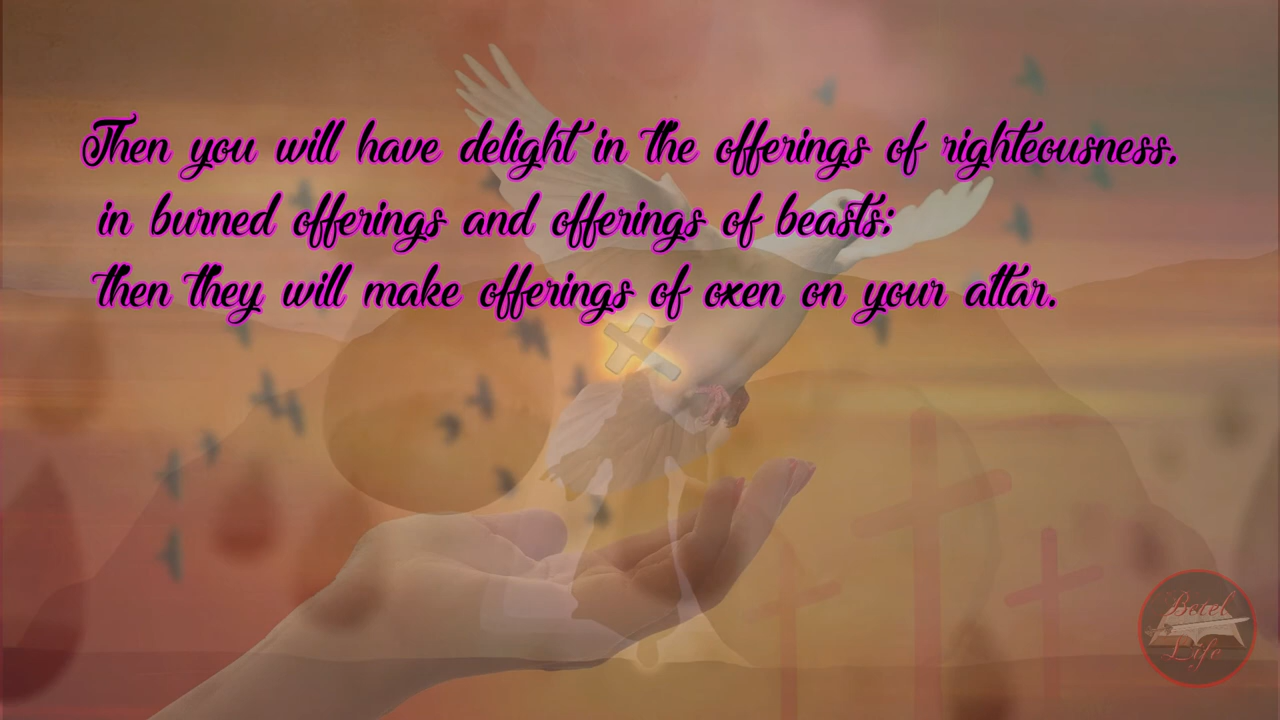 Then you will have delight in the offerings of righteousness,
in burned offerings and offerings of beasts;
then they will make offerings of oxen on your altar.
Life